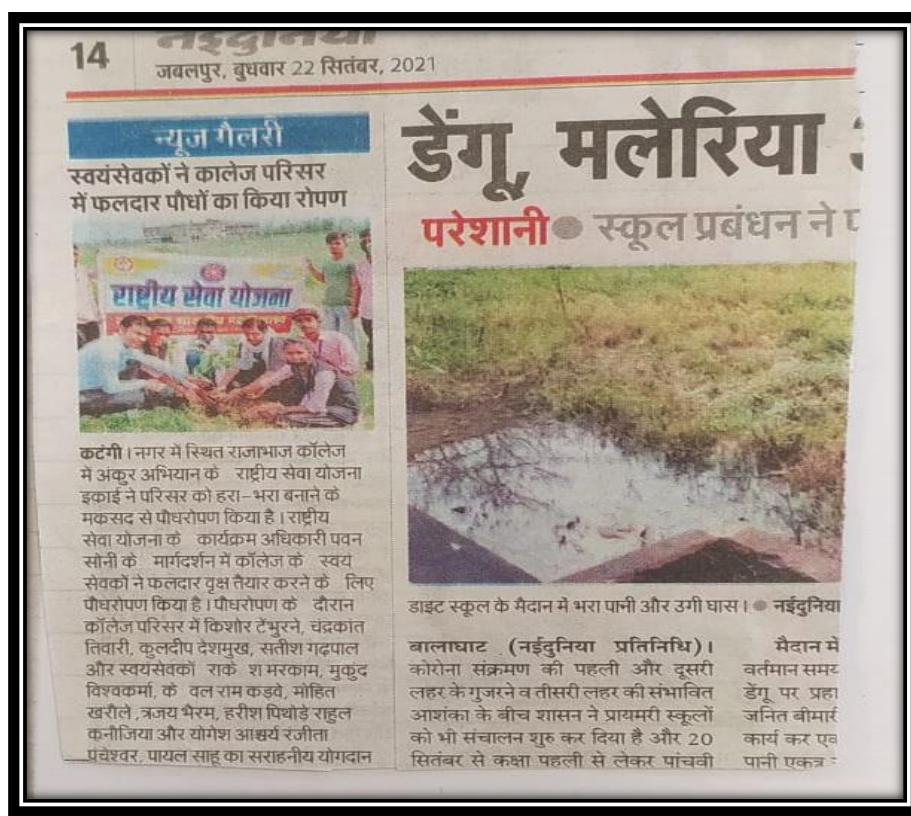 14
नईदुनिया
जबलपुर, बुधवार 22 सितंबर, 2021
न्यूज गैलरी
स्वयंसेवकों ने कालेज परिसर
में फलदार पौधों का किया रोपण
राष्ट्रीय सेवा योजना
कटंगी। नगर में स्थित राजाभाज कॉलेज
में अंकुर अभियान के राष्ट्रीय सेवा योजना
इकाई ने परिसर को हरा-भरा बनाने के
मकसद से पौधरोपण किया है। राष्ट्रीय
सेवा योजना के कार्यक्रम अधिकारी पवन
सोनी के मार्गदर्शन में कॉलेज के स्वयं
सेवकों ने फलदार वृक्ष तैयार करने के लिए
पौधरोपण किया है। पौधरोपण के दौरान
कॉलेज परिसर में किशोर टेंभुरने, चंद्रकांत
तिवारी, कुलदीप देशमुख, सतीश गढ़पाल
और स्वयंसेवकों राके श मरकाम, मुकुंद
विश्वकर्मा, के वल राम कड़वे, मोहित
खरौले ,त्रजय भैरम, हरीश पिथोड़े राहुल
कनौजिया और योगेश आश्चर्य रंजीता
पंचेश्वर, पायल साहू का सराहनीय योगदान
डेंगू, मलेरिया
परेशानी ● स्कूल प्रबंधन ने
डाइट स्कूल के मैदान में भरा पानी और उगी घास। ● नईदुनिया
बालाघाट (नईदुनिया प्रतिनिधि)।
कोरोना संक्रमण की पहली और दूसरी
लहर के गुजरने व तीसरी लहर की संभावित
आशंका के बीच शासन ने प्रायमरी स्कूलों
को भी संचालन शुरु कर दिया है और 20
सितंबर से कक्षा पहली से लेकर पांचवी
मैदान में
वर्तमान समय
डेंगू पर प्रहा
जनित बीमारी
कार्य कर एव
पानी एकत्र